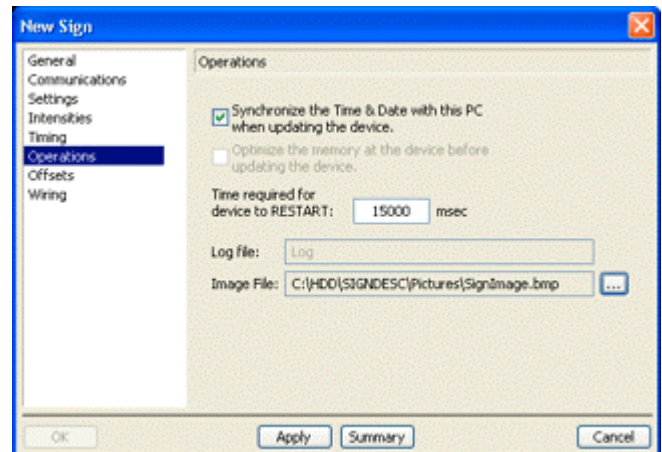 New Sign
General
Communications
Settings
Intensities
Timing
Operations
Offsets
Wiring
Operations
Synchronize the Time & Date with this PC
when updating the device.
Optimize the memory at the device before
updating the device.
Time required for
device to RESTART: 15000 msec
Log file: Log
Image File: C:\HDD\SIGNDESC\Pictures\SignImage.bmp ...
OK Apply Summary Cancel